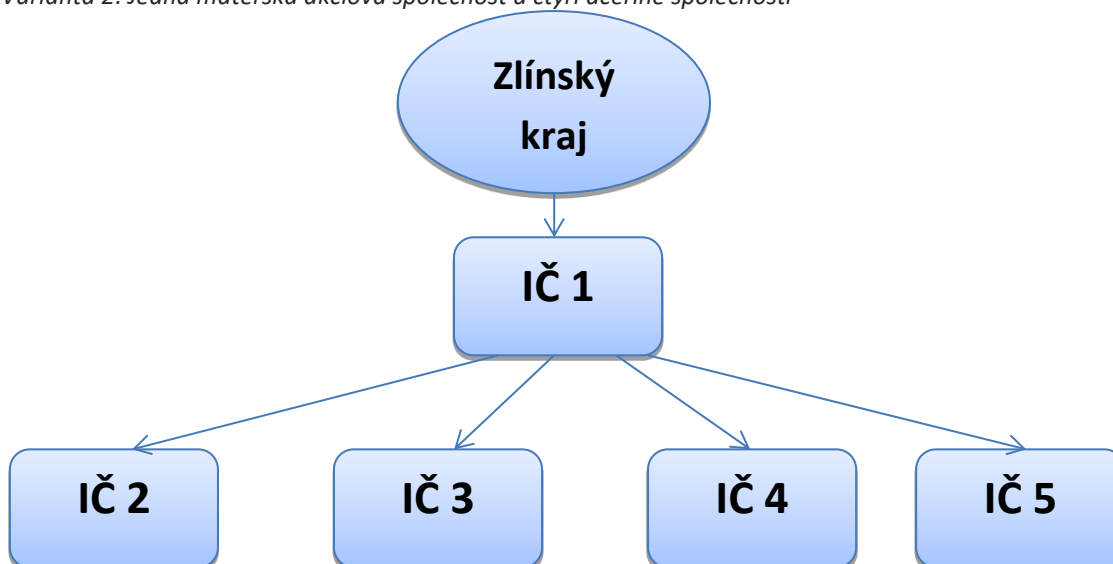 Varianta 2: Jedna mateřská akciová společnost a čtyři dceřiné společnosti
Zlínský
kraj
IČ 1
IČ 2
IČ 3
IČ 4
IČ 5